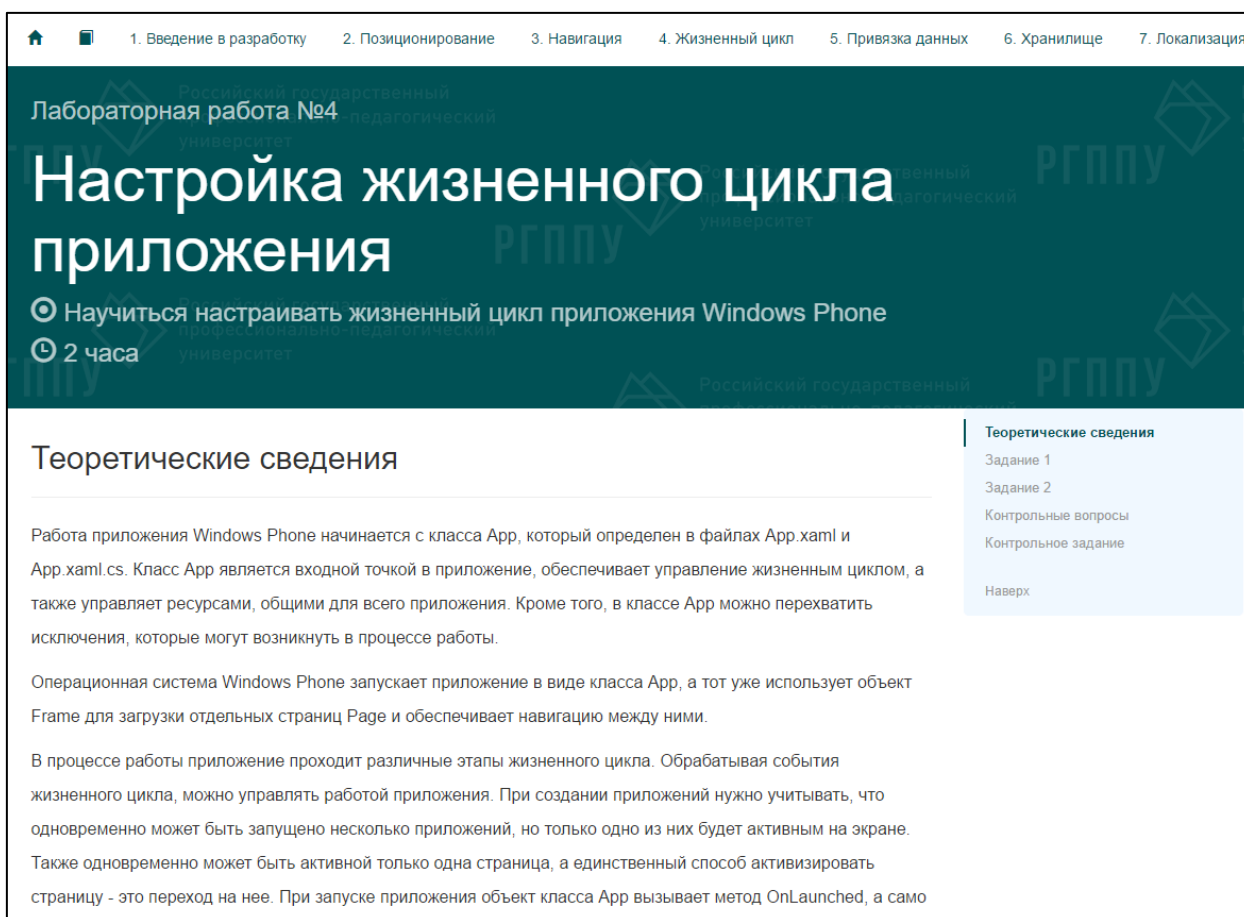 1. Введение в разработку 2. Позиционирование 3. Навигация 4. Жизненный цикл 5. Привязка данных 6. Хранилище 7. Локализация
Лабораторная работа №4
Настройка жизненного цикла
приложения
Научиться настраивать жизненный цикл приложения Windows Phone
2 часа
Российский государственный
профессионально-педагогический
университет
РГППУ
Теоретические сведения
Работа приложения Windows Phone начинается с класса App, который определен в файлах App.xaml и
App.xaml.cs. Класс App является входной точкой в приложение, обеспечивает управление жизненным циклом, а
также управляет ресурсами, общими для всего приложения. Кроме того, в классе App можно перехватить
исключения, которые могут возникнуть в процессе работы.
Операционная система Windows Phone запускает приложение в виде класса App, а тот уже использует объект
Frame для загрузки отдельных страниц Page и обеспечивает навигацию между ними.
В процессе работы приложение проходит различные этапы жизненного цикла. Обрабатывая события
жизненного цикла, можно управлять работой приложения. При создании приложений нужно учитывать, что
одновременно может быть запущено несколько приложений, но только одно из них будет активным на экране.
Также одновременно может быть активной только одна страница, а единственный способ активизировать
страницу - это переход на нее. При запуске приложения объект класса App вызывает метод OnLaunched, а само
Теоретические сведения
Задание 1
Задание 2
Контрольные вопросы
Контрольное задание
Наверх